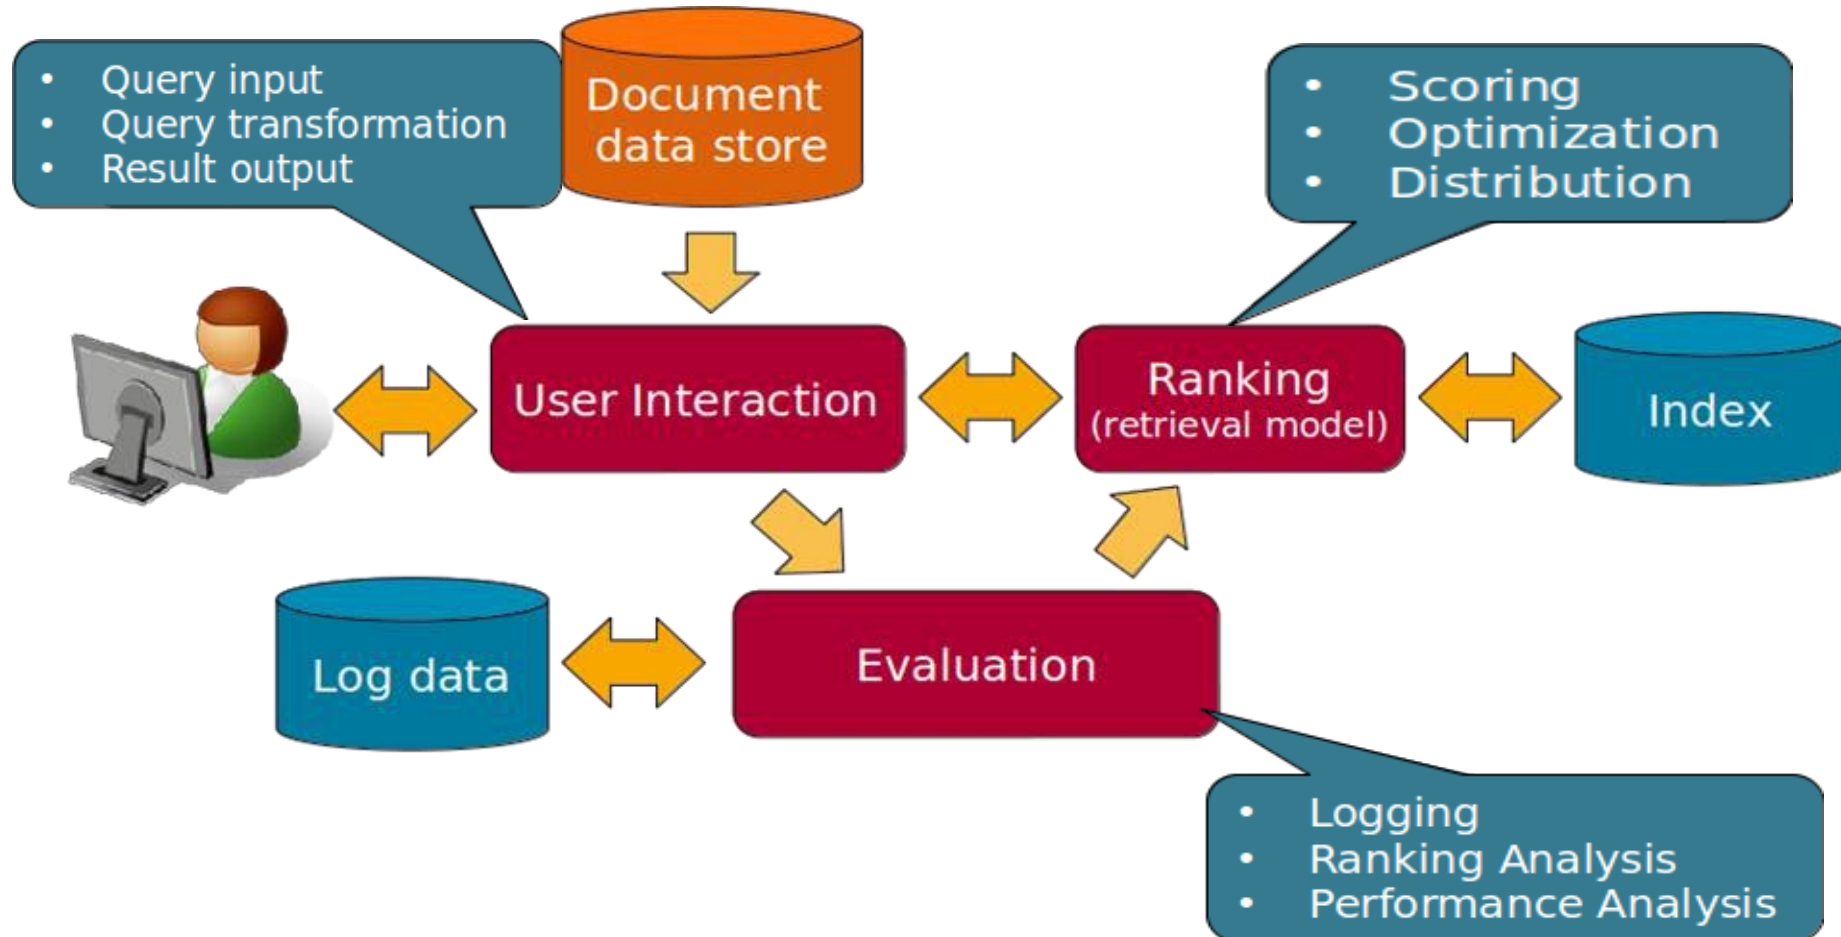 • Query input
• Query transformation
• Result output
Document
data store
• Scoring
• Optimization
• Distribution
User Interaction
Ranking
(retrieval model)
Index
Log data
Evaluation
• Logging
• Ranking Analysis
• Performance Analysis